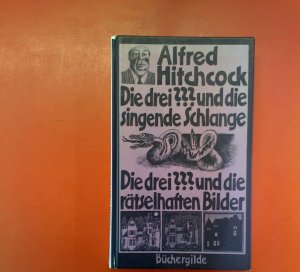 Alfred
Hitchcock
Die drei ??? und die
singende Schlange
Die drei ??? und die
rätselhaften Bilder
Büchergilde